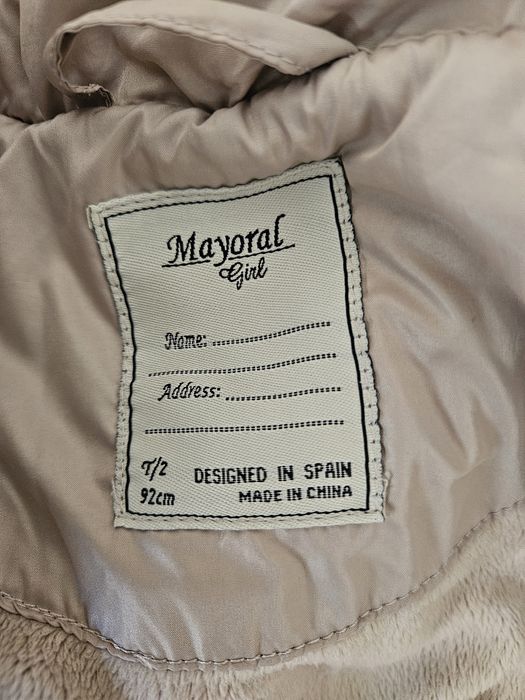 Mayoral
Girl
Name:
Address:
T/2
92cm
DESIGNED IN SPAIN
MADE IN CHINA